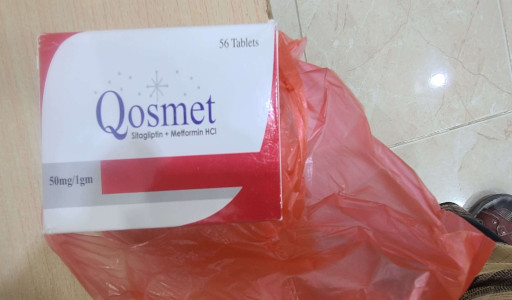 56 Tablets
Qosmet
Sitagliptin + Metformin HCl
50mg/1gm